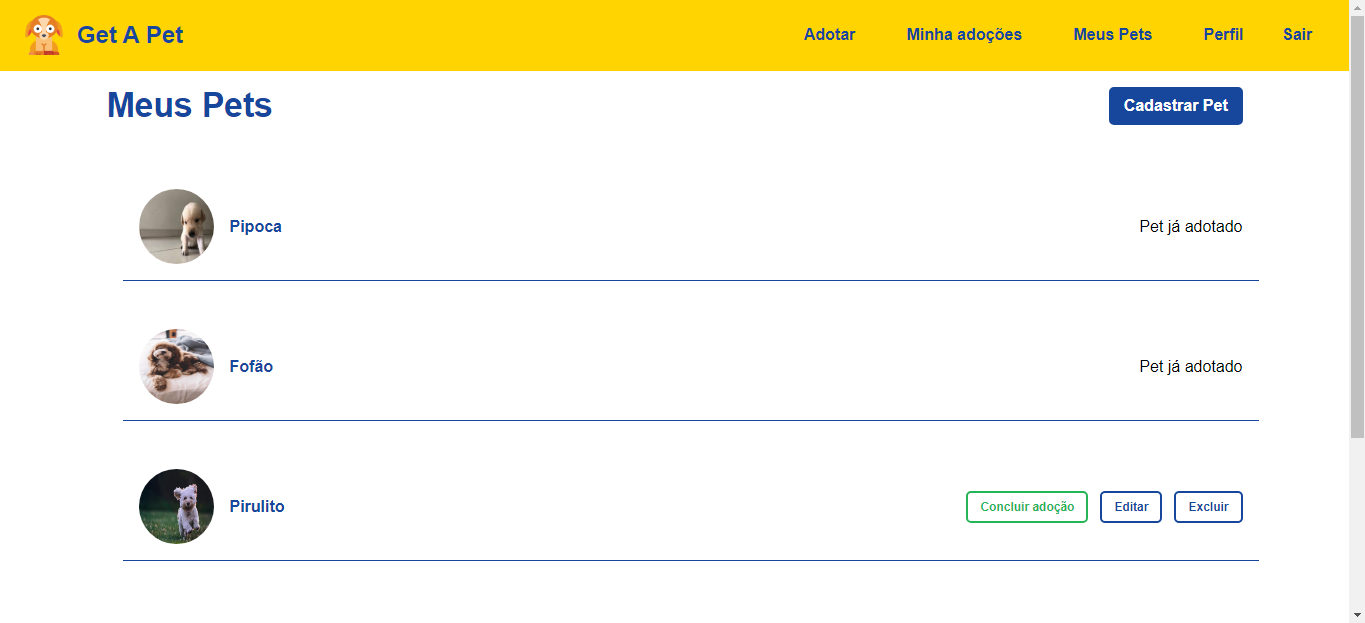 Get A Pet
Adotar
Minha adoções
Meus Pets
Perfil
Sair
Meus Pets
Cadastrar Pet
Pipoca
Pet já adotado
Fofão
Pet já adotado
Pirulito
Concluir adoção
Editar
Excluir